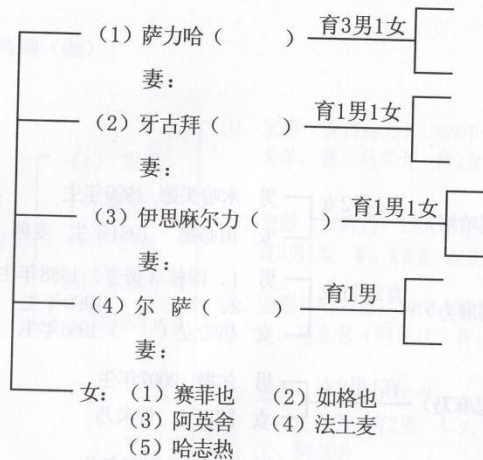 (1) 萨力哈( ) 育3男1女
妻:
(2) 牙古拜( ) 育1男1女
妻:
(3) 伊思麻尔力( ) 育1男1女
妻:
(4) 尔 萨( ) 育1男
妻:
女: (1) 赛菲也 (2) 如格也
(3) 阿英舍 (4) 法土麦
(5) 哈志热